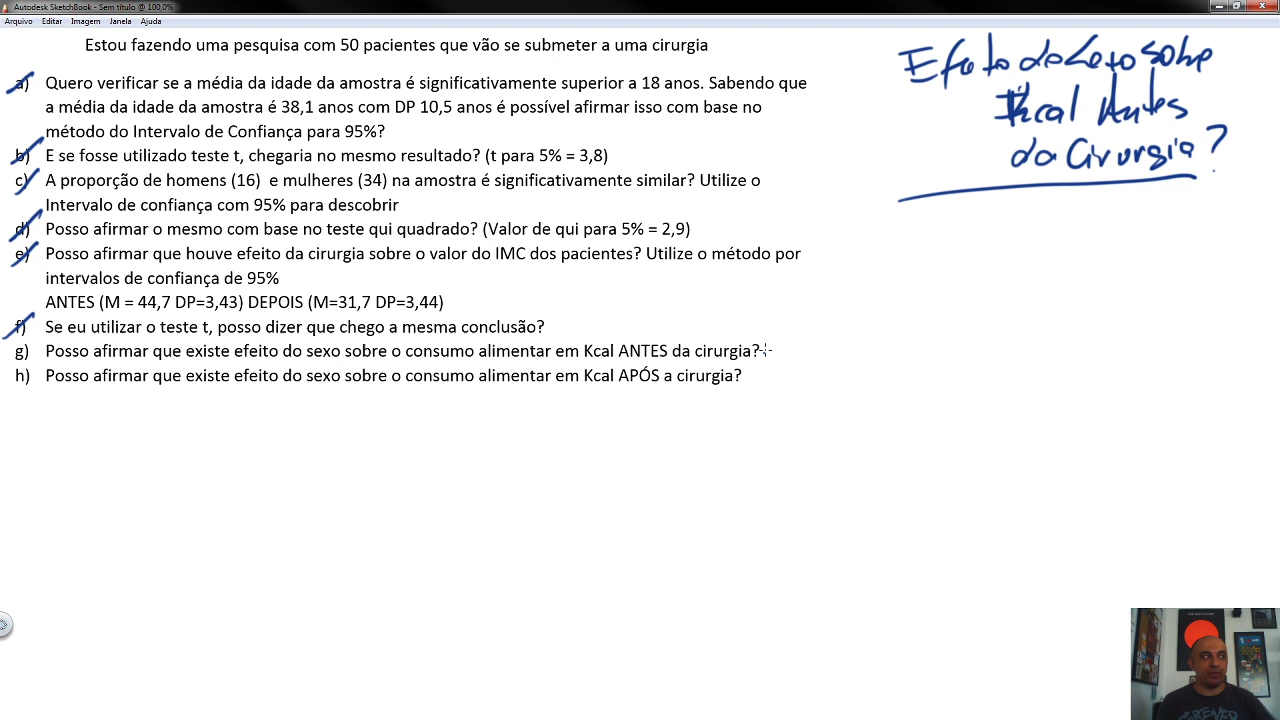 Autodesk SketchBook - Sem título @ 100,0%
Arquivo Editar Imagem Janela Ajuda
Estou fazendo uma pesquisa com 50 pacientes que vão se submeter a uma cirurgia
a) Quero verificar se a média da idade da amostra é significativamente superior a 18 anos. Sabendo que
a média da idade da amostra é 38,1 anos com DP 10,5 anos é possível afirmar isso com base no
método do Intervalo de Confiança para 95%?
b) E se fosse utilizado teste t, chegaria no mesmo resultado? (t para 5% = 3,8)
c) A proporção de homens (16) e mulheres (34) na amostra é significativamente similar? Utilize o
Intervalo de confiança com 95% para descobrir
d) Posso afirmar o mesmo com base no teste qui quadrado? (Valor de qui para 5% = 2,9)
e) Posso afirmar que houve efeito da cirurgia sobre o valor do IMC dos pacientes? Utilize o método por
intervalos de confiança de 95%
ANTES (M = 44,7 DP=3,43) DEPOIS (M=31,7 DP=3,44)
f) Se eu utilizar o teste t, posso dizer que chego a mesma conclusão?
g) Posso afirmar que existe efeito do sexo sobre o consumo alimentar em Kcal ANTES da cirurgia?
h) Posso afirmar que existe efeito do sexo sobre o consumo alimentar em Kcal APÓS a cirurgia?
Efeito do Sexo sobre
Kcal Antes
da Cirurgia?